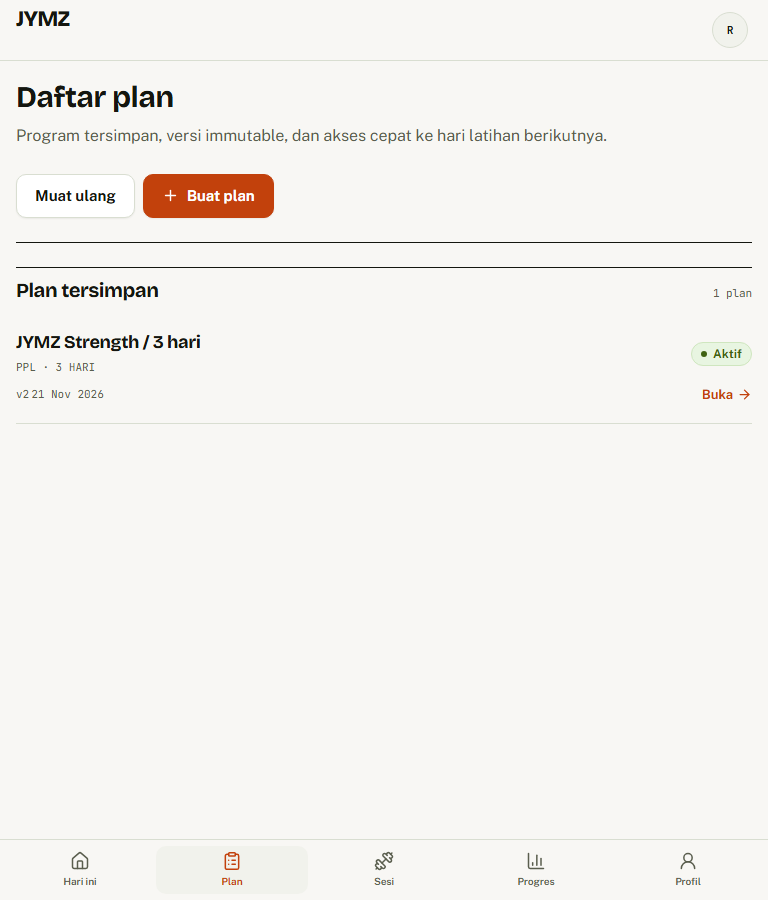 JYMZ
R
Daftar plan
Program tersimpan, versi immutable, dan akses cepat ke hari latihan berikutnya.
Muat ulang
+ Buat plan
Plan tersimpan
1 plan
JYMZ Strength / 3 hari
PPL · 3 HARI
Aktif
v2 21 Nov 2026
Buka →
Hari ini
Plan
Sesi
Progres
Profil